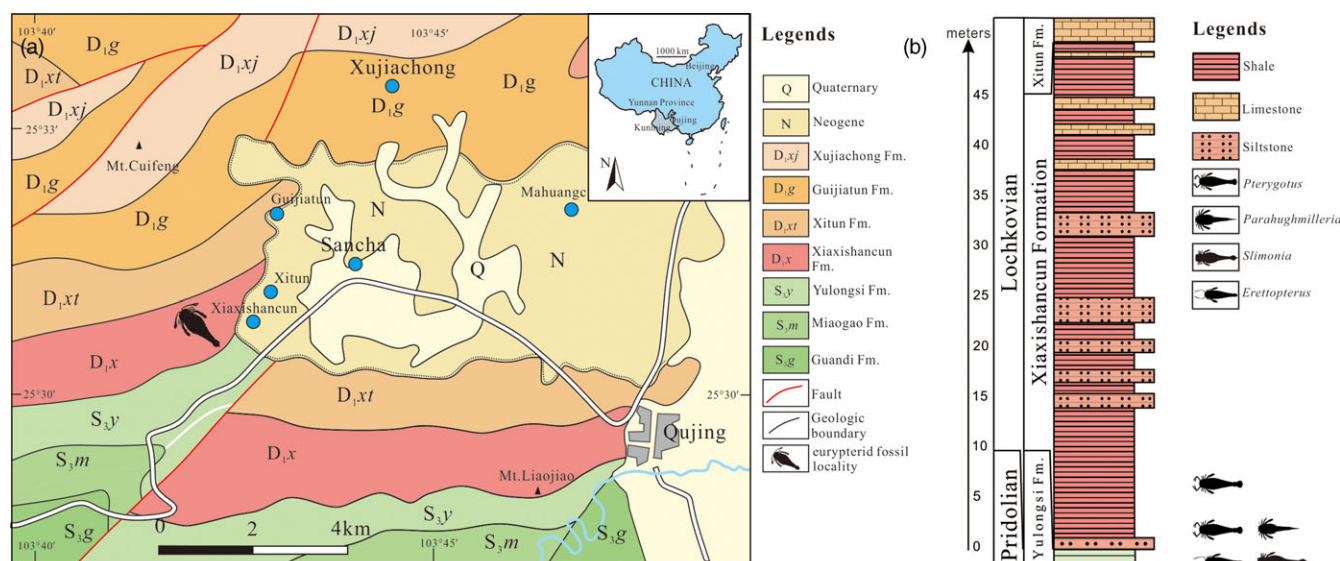 103°40′
103°45′
(a)
D₁g
D₁xj
D₁xt
D₁xj
Xujiachong
D₁g
D₁g
25°33′
Mt.Cuifeng
D₁g
D₁g
Guijiatun
N
Mahuangc
Sancha
N
Q
D₁xt
Xitun
Xiaxishancun
D₁x
D₁xt
25°30′
S₃y
Qujing
S₃m
D₁x
Mt.Liaojiao
S₃y
S₃g
0 2 4km
S₃m
S₃g
103°40′
103°45′
1000 km
Beijing
CHINA
Yunnan Province
Qujing
Kunming
N
Legends
Q Quaternary
N Neogene
D₁xj Xujiachong Fm.
D₁g Guijiatun Fm.
D₁xt Xitun Fm.
D₁x Xiaxishancun
Fm.
S₃y Yulongsi Fm.
S₃m Miaogao Fm.
S₃g Guandi Fm.
Fault
Geologic
boundary
eurypterid fossil
locality
(b)
meters
45
40
35
30
25
20
15
10
5
0
Lochkovian
Pridolian
Xitun Fm.
Xiaxishancun Formation
Yulongsi Fm.
Legends
Shale
Limestone
Siltstone
Pterygotus
Parahughmilleria
Slimonia
Erettopterus